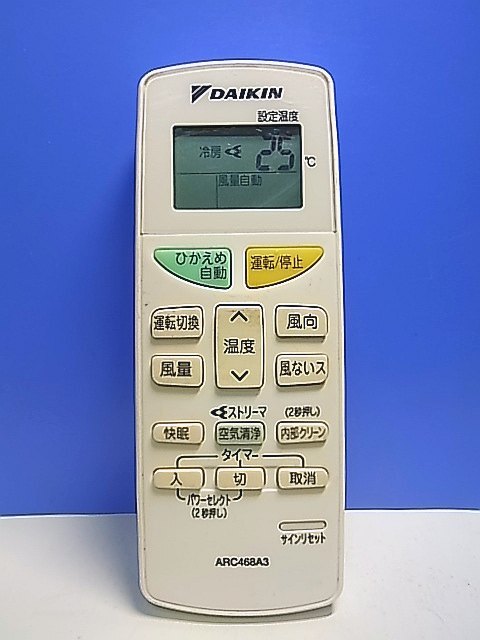 DAIKIN
設定温度
冷房 25 ℃
風量自動
ひかえめ
自動
運転/停止
運転切換
温度
風向
風量
風ないス
ストリーマ
(2秒押し)
快眠
空気清浄
内部クリーン
タイマー
入
切
取消
パワーセレクト
(2秒押し)
サインリセット
ARC468A3